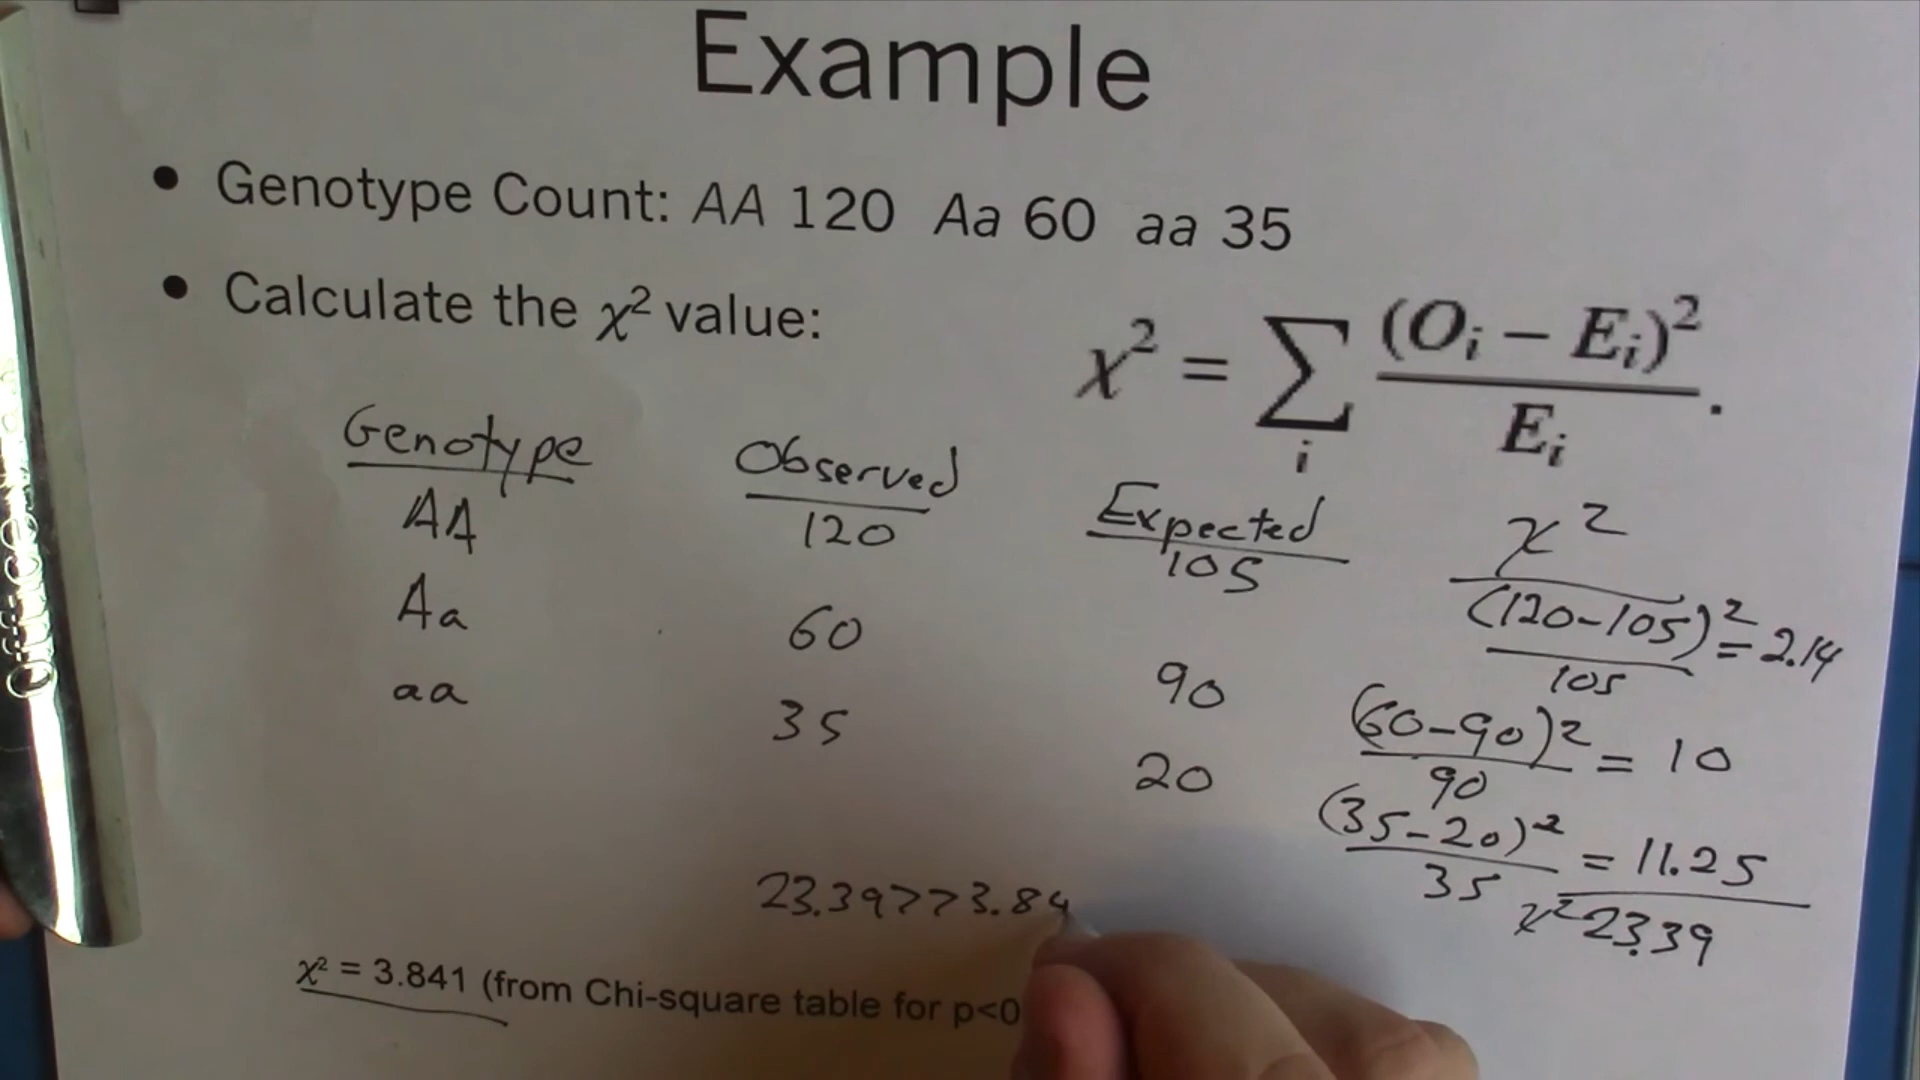 Example
• Genotype Count: AA 120 Aa 60 aa 35
• Calculate the χ² value:
χ² = ∑ i (Oᵢ − Eᵢ)² / Eᵢ .
Genotype Observed Expected χ²
AA 120 105 (120-105)² / 105 = 2.14
Aa 60 90 (60-90)² / 90 = 10
aa 35 20 (35-20)² / 35 = 11.25
χ² 23.39
23.39>>3.84
χ² = 3.841 (from Chi-square table for p<0